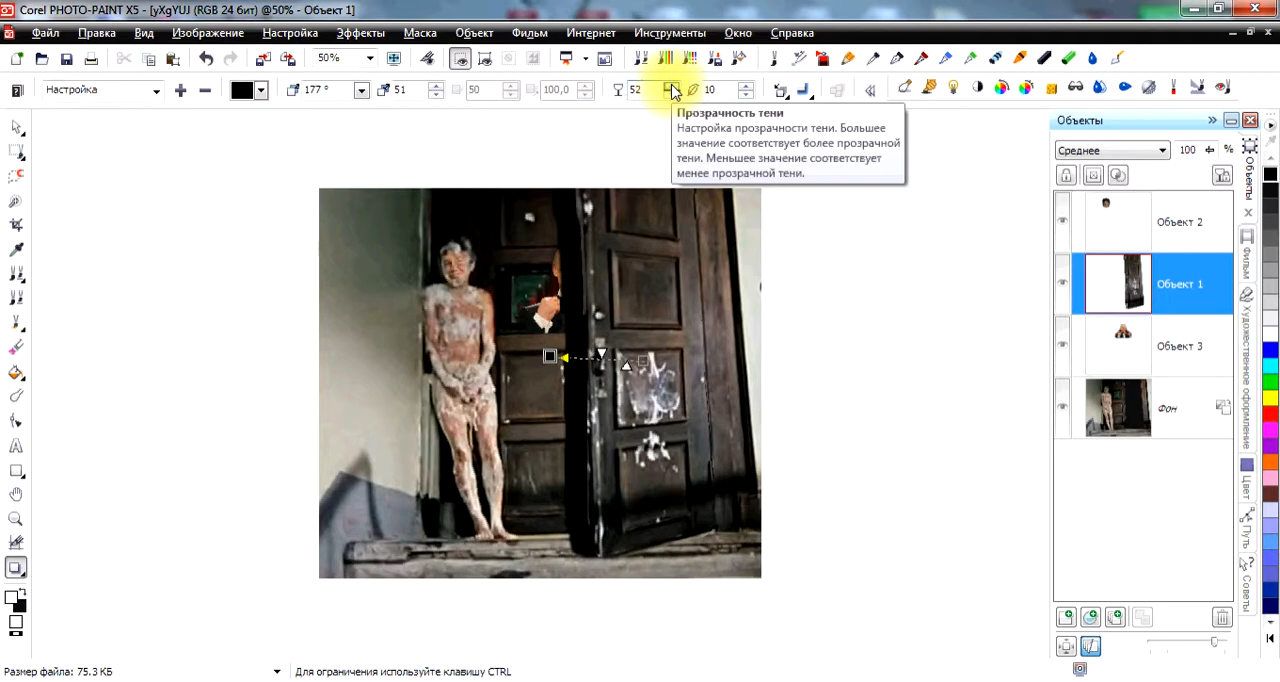 Corel PHOTO-PAINT X5 - [yXgYUJ (RGB 24 бит) @50% - Объект 1]
Файл Правка Вид Изображение Настройка Эффекты Маска Объект Фильм Интернет Инструменты Окно Справка
50%
Настройка 177 ° 51 50 100,0 52 10
Прозрачность тени
Настройка прозрачности тени. Большее
значение соответствует более прозрачной
тени. Меньшее значение соответствует
менее прозрачной тени.
Объекты
Среднее 100 %
Объект 2
Объект 1
Объект 3
Фон
Объекты
Фильм
Художественное оформление
Цвет
Путь
Советы
Размер файла: 75.3 КБ
Для ограничения используйте клавишу CTRL